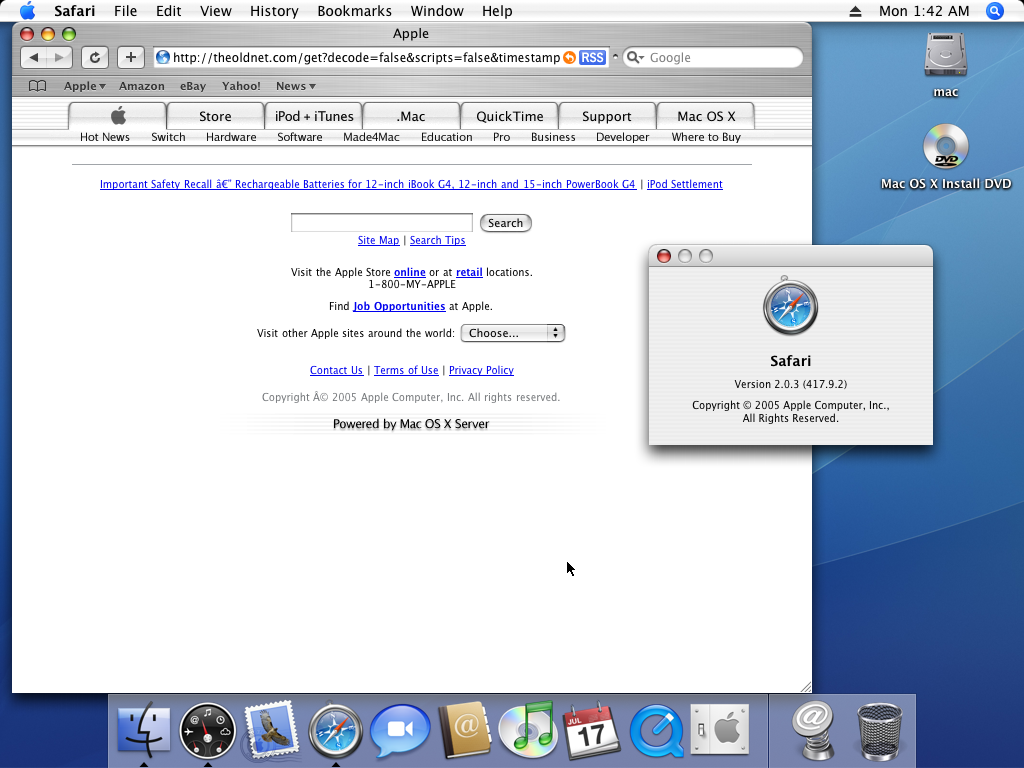 Safari File Edit View History Bookmarks Window Help Mon 1:42 AM
Apple
http://theoldnet.com/get?decode=false&scripts=false&timestamp RSS Google
Apple Amazon eBay Yahoo! News
Store iPod + iTunes .Mac QuickTime Support Mac OS X
Hot News Switch Hardware Software Made4Mac Education Pro Business Developer Where to Buy
Important Safety Recall â€" Rechargeable Batteries for 12-inch iBook G4, 12-inch and 15-inch PowerBook G4 | iPod Settlement
Search
Site Map | Search Tips
Visit the Apple Store online or at retail locations.
1-800-MY-APPLE
Find Job Opportunities at Apple.
Visit other Apple sites around the world: Choose...
Contact Us | Terms of Use | Privacy Policy
Copyright Â© 2005 Apple Computer, Inc. All rights reserved.
Powered by Mac OS X Server
mac
DVD
Mac OS X Install DVD
Safari
Version 2.0.3 (417.9.2)
Copyright © 2005 Apple Computer, Inc.,
All Rights Reserved.
JUL
17